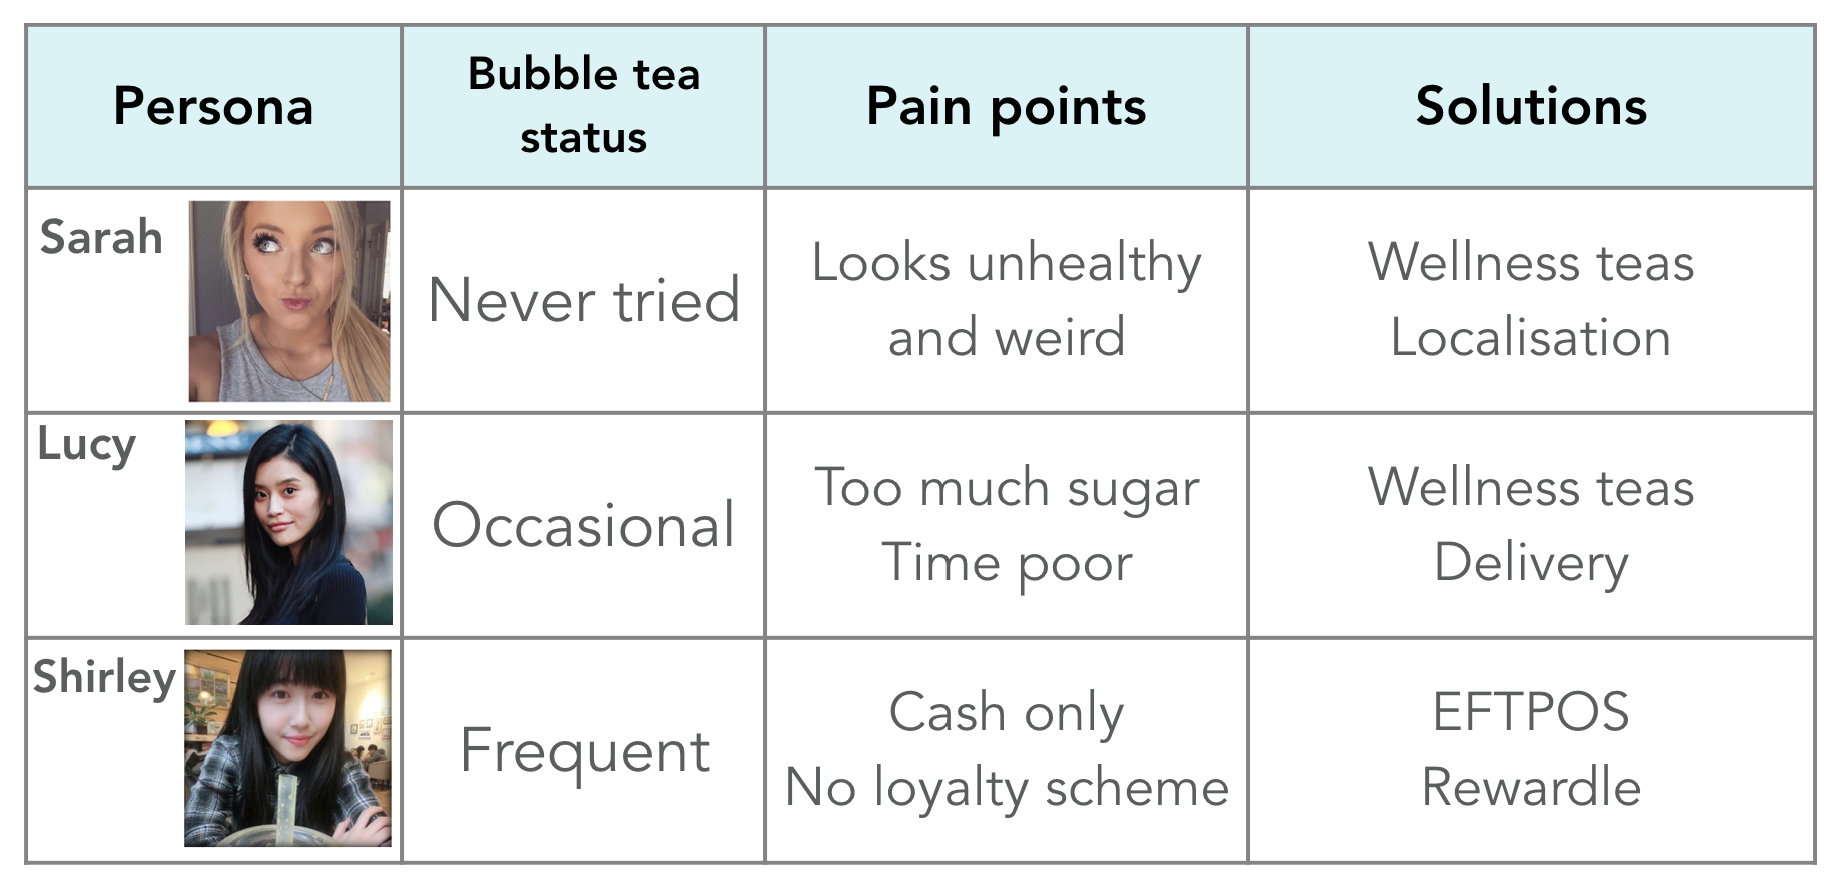 Persona
Bubble tea
status
Pain points
Solutions
Sarah
Never tried
Looks unhealthy
and weird
Wellness teas
Localisation
Lucy
Occasional
Too much sugar
Time poor
Wellness teas
Delivery
Shirley
Frequent
Cash only
No loyalty scheme
EFTPOS
Rewardle